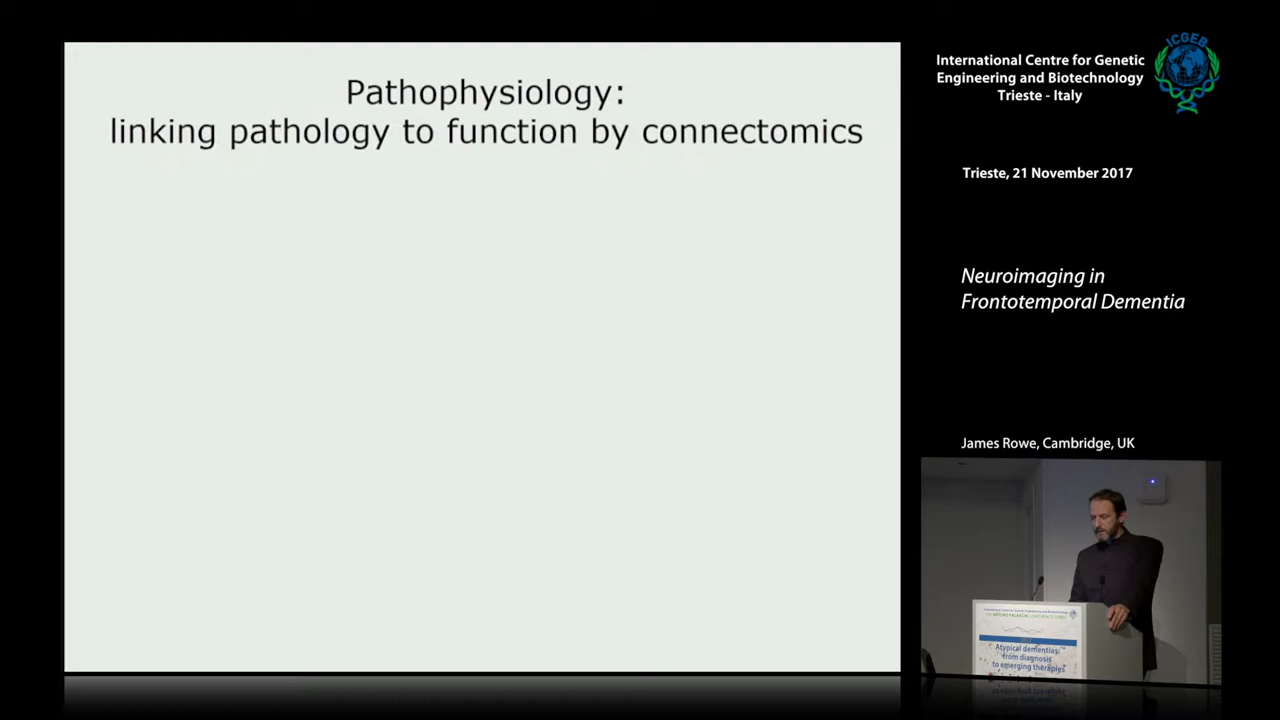 Pathophysiology:
linking pathology to function by connectomics
International Centre for Genetic
Engineering and Biotechnology
Trieste - Italy
ICGEB
Trieste, 21 November 2017
Neuroimaging in
Frontotemporal Dementia
James Rowe, Cambridge, UK
Atypical dementias:
from diagnosis
to emerging therapies